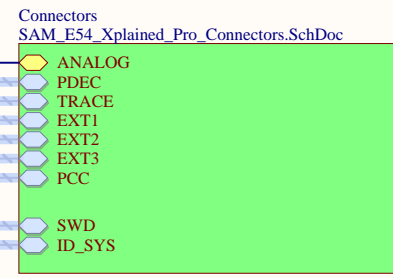 Connectors
SAM_E54_Xplained_Pro_Connectors.SchDoc
ANALOG
PDEC
TRACE
EXT1
EXT2
EXT3
PCC
SWD
ID_SYS